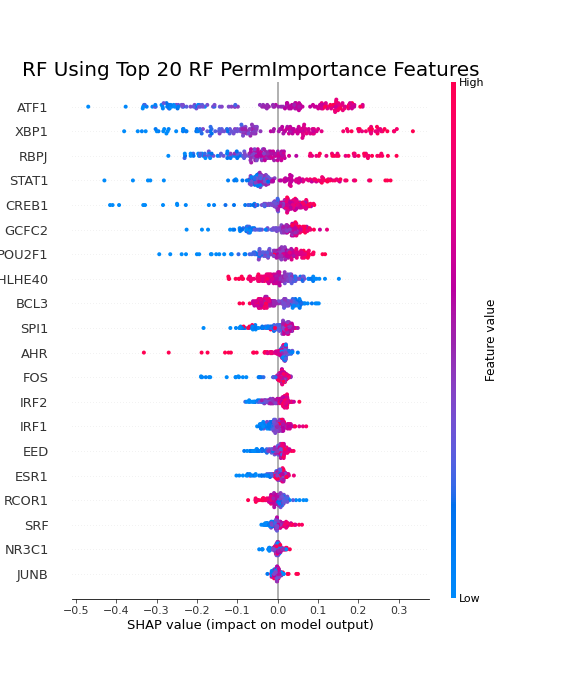 RF Using Top 20 RF PermImportance Features
High
ATF1
XBP1
RBPJ
STAT1
CREB1
GCFC2
POU2F1
HLHE40
BCL3
SPI1
AHR
FOS
IRF2
IRF1
EED
ESR1
RCOR1
SRF
NR3C1
JUNB
Feature value
Low
−0.5 −0.4 −0.3 −0.2 −0.1 0.0 0.1 0.2 0.3
SHAP value (impact on model output)